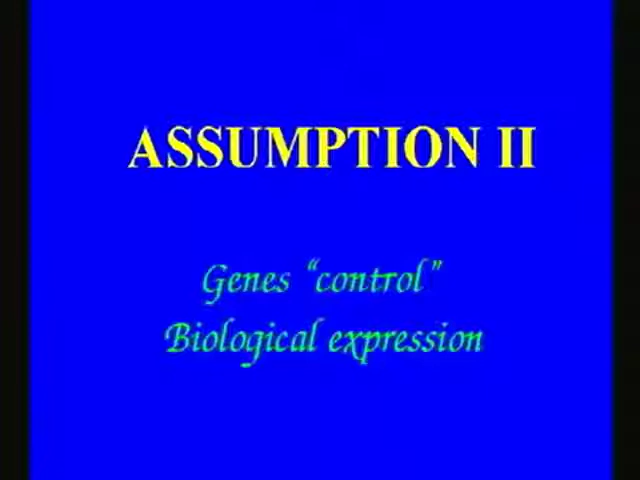 ASSUMPTION II
Genes “control”
Biological expression